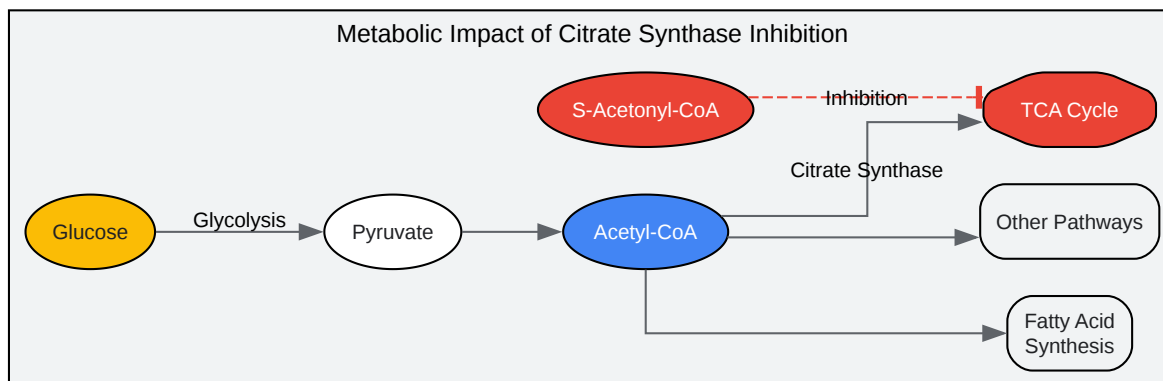 Metabolic Impact of Citrate Synthase Inhibition
S-Acetonyl-CoA
Inhibition
TCA Cycle
Citrate Synthase
Glucose
Glycolysis
Pyruvate
Acetyl-CoA
Other Pathways
Fatty Acid
Synthesis